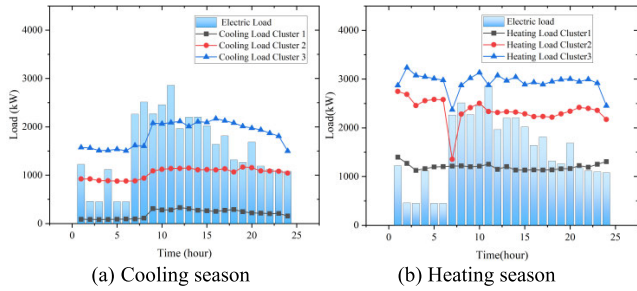 (a)
Electric Load
Cooling Load Cluster 1
Cooling Load Cluster 2
Cooling Load Cluster 3
4000
3000
2000
1000
0
Load (kW)
0 5 10 15 20 25
Time (hour)
(a) Cooling season
(b)
Electric load
Heating Load Cluster1
Heating Load Cluster2
Heating Load Cluster3
4000
3000
2000
1000
0
Load(kW)
0 5 10 15 20 25
Time(hour)
(b) Heating season